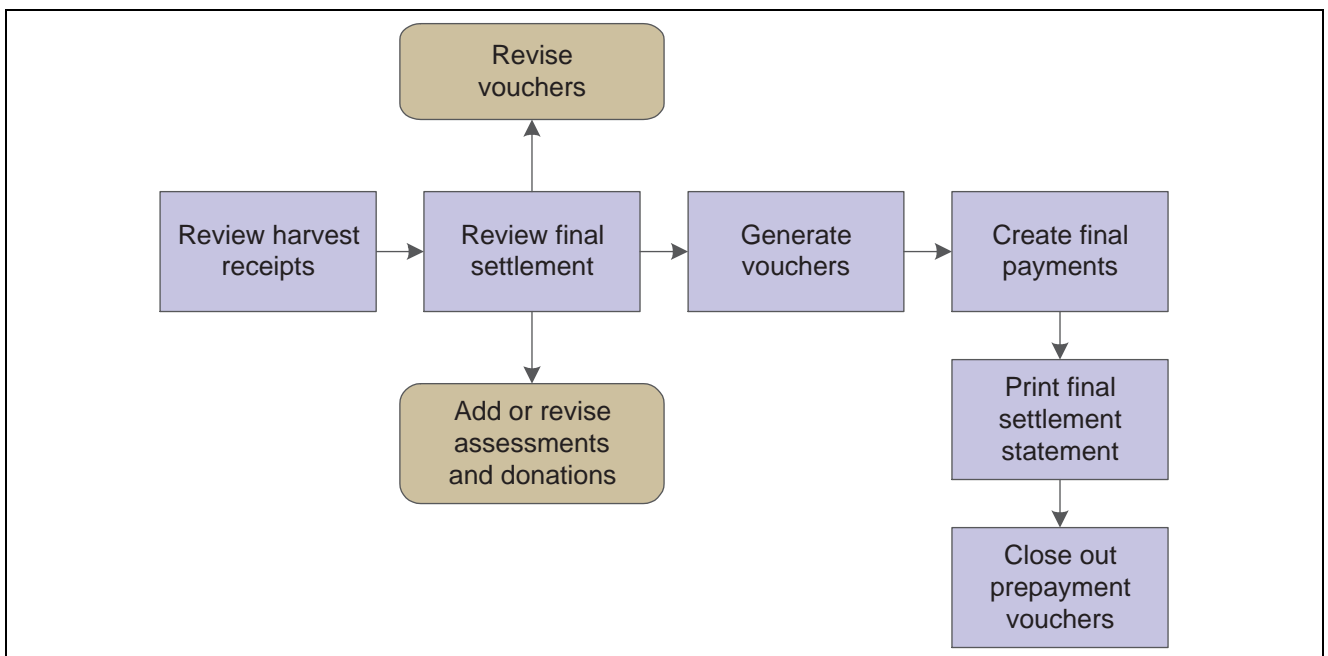 Revise
vouchers
Review harvest
receipts
Review final
settlement
Generate
vouchers
Create final
payments
Add or revise
assessments
and donations
Print final
settlement
statement
Close out
prepayment
vouchers